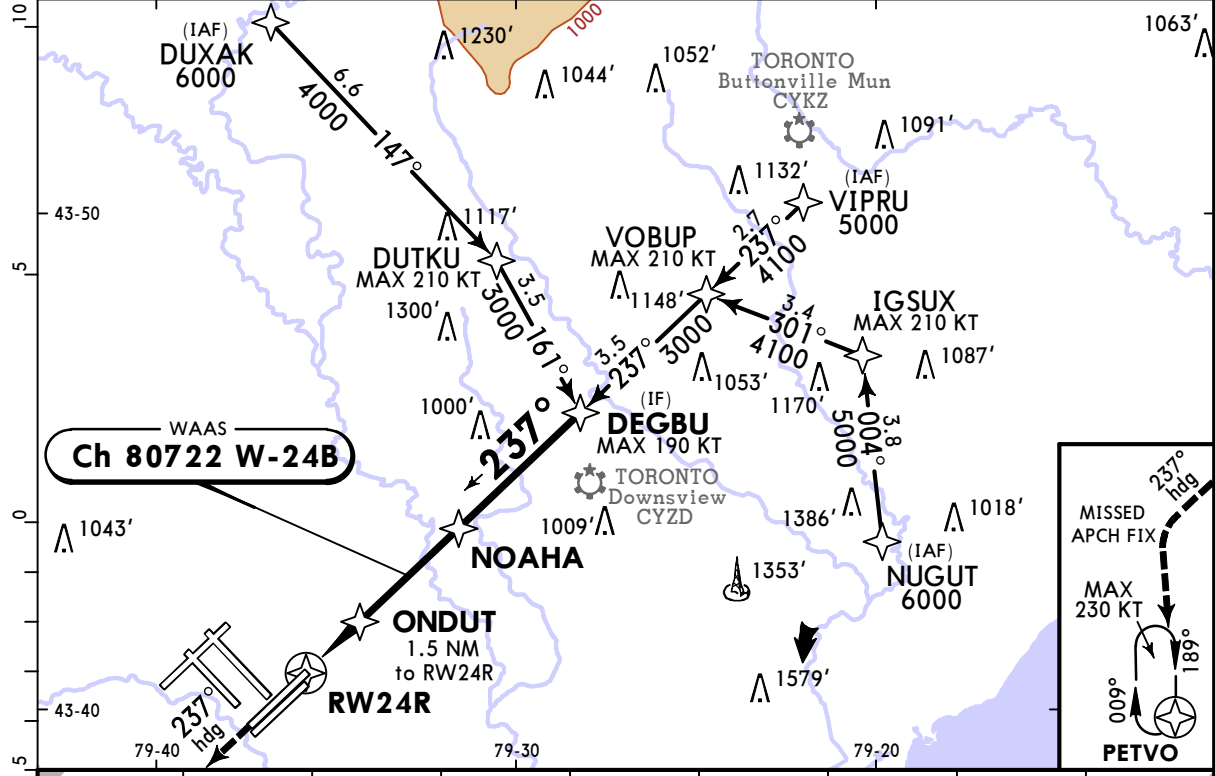 10
(IAF)
DUXAK
6000
6.6
4000
147°
1230'
1000
1044'
1052'
TORONTO
Buttonville Mun
CYKZ
1063'
1091'
1132'
(IAF)
VIPRU
5000
2.7
237°
4100
43-50
1117'
DUTKU
MAX 210 KT
VOBUP
MAX 210 KT
5
1300'
3.5
3000
161°
1148'
3.4
301°
4100
IGSUX
MAX 210 KT
3.5
237°
3000
1053'
1087'
1170'
1000'
237°
(IF)
DEGBU
MAX 190 KT
3.8
004°
5000
WAAS
Ch 80722 W-24B
TORONTO
Downsview
CYZD
237°
hdg
0
1043'
1009'
1386'
1018'
MISSED
APCH FIX
NOAHA
(IAF)
NUGUT
6000
1353'
MAX
230 KT
ONDUT
1.5 NM
to RW24R
189°
009°
1579'
RW24R
237°
hdg
43-40
PETVO
5
79-40
79-30
79-20